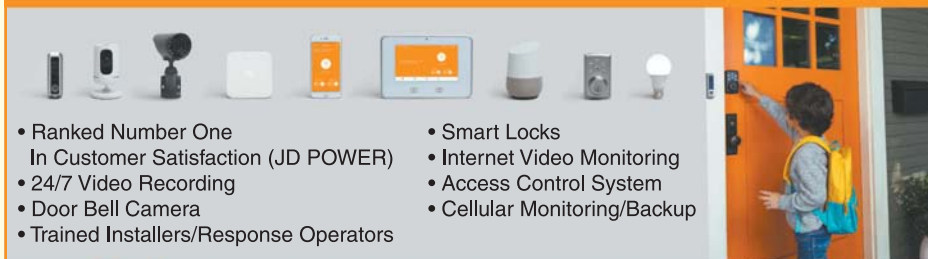 • Ranked Number One
In Customer Satisfaction (JD POWER)
• 24/7 Video Recording
• Door Bell Camera
• Trained Installers/Response Operators
• Smart Locks
• Internet Video Monitoring
• Access Control System
• Cellular Monitoring/Backup